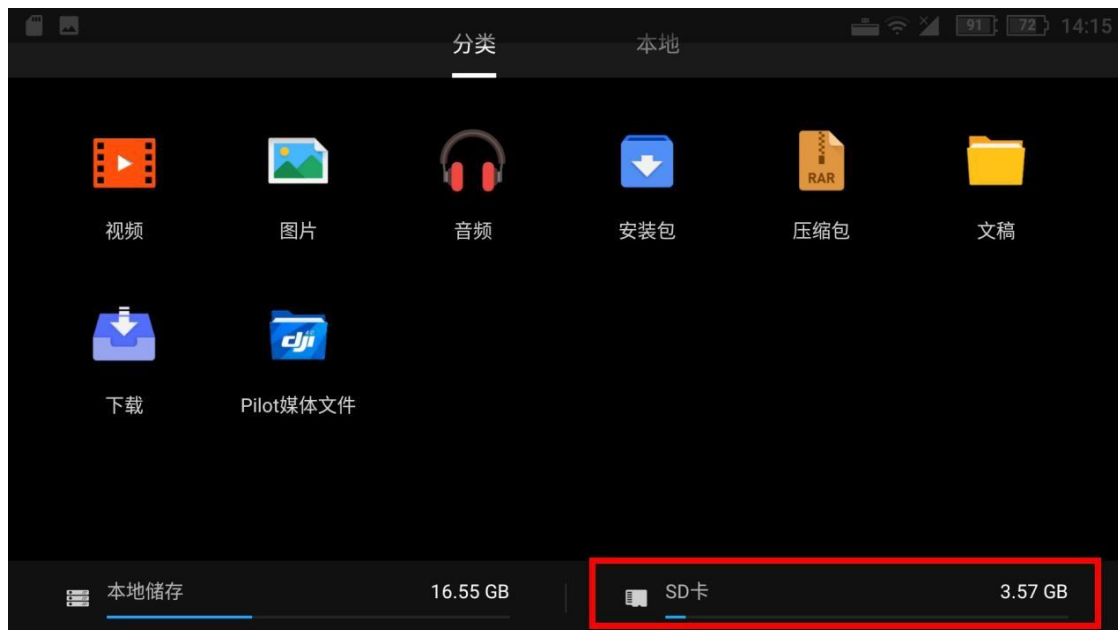 91 72 14:15
分类 本地
RAR
视频 图片 音频 安装包 压缩包 文稿
dji
下载 Pilot媒体文件
本地储存 16.55 GB SD卡 3.57 GB